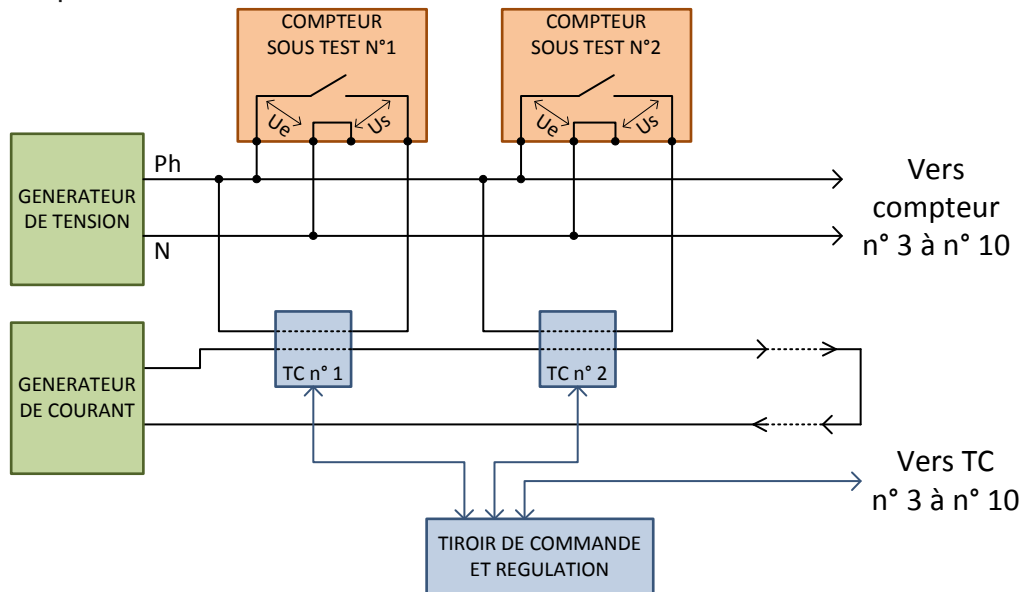 COMPTEUR
SOUS TEST N°1
Ue
Us
COMPTEUR
SOUS TEST N°2
Ue
Us
GENERATEUR
DE TENSION
Ph
N
Vers
compteur
n° 3 à n° 10
GENERATEUR
DE COURANT
TC n° 1
TC n° 2
Vers TC
n° 3 à n° 10
TIROIR DE COMMANDE
ET REGULATION